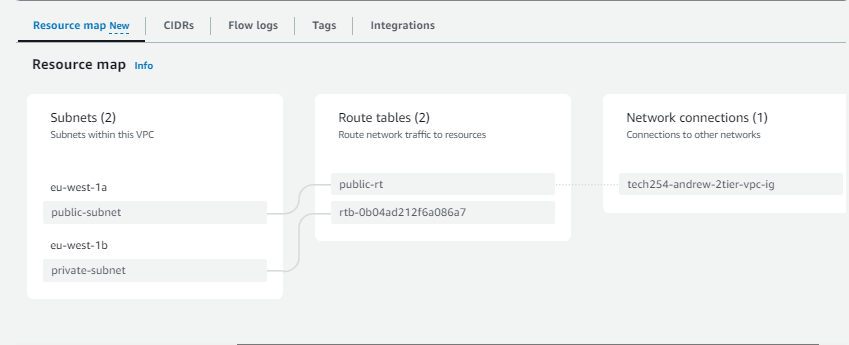 Resource map New
CIDRs
Flow logs
Tags
Integrations
Resource map Info
Subnets (2)
Subnets within this VPC
eu-west-1a
public-subnet
eu-west-1b
private-subnet
Route tables (2)
Route network traffic to resources
public-rt
rtb-0b04ad212f6a086a7
Network connections (1)
Connections to other networks
tech254-andrew-2tier-vpc-ig